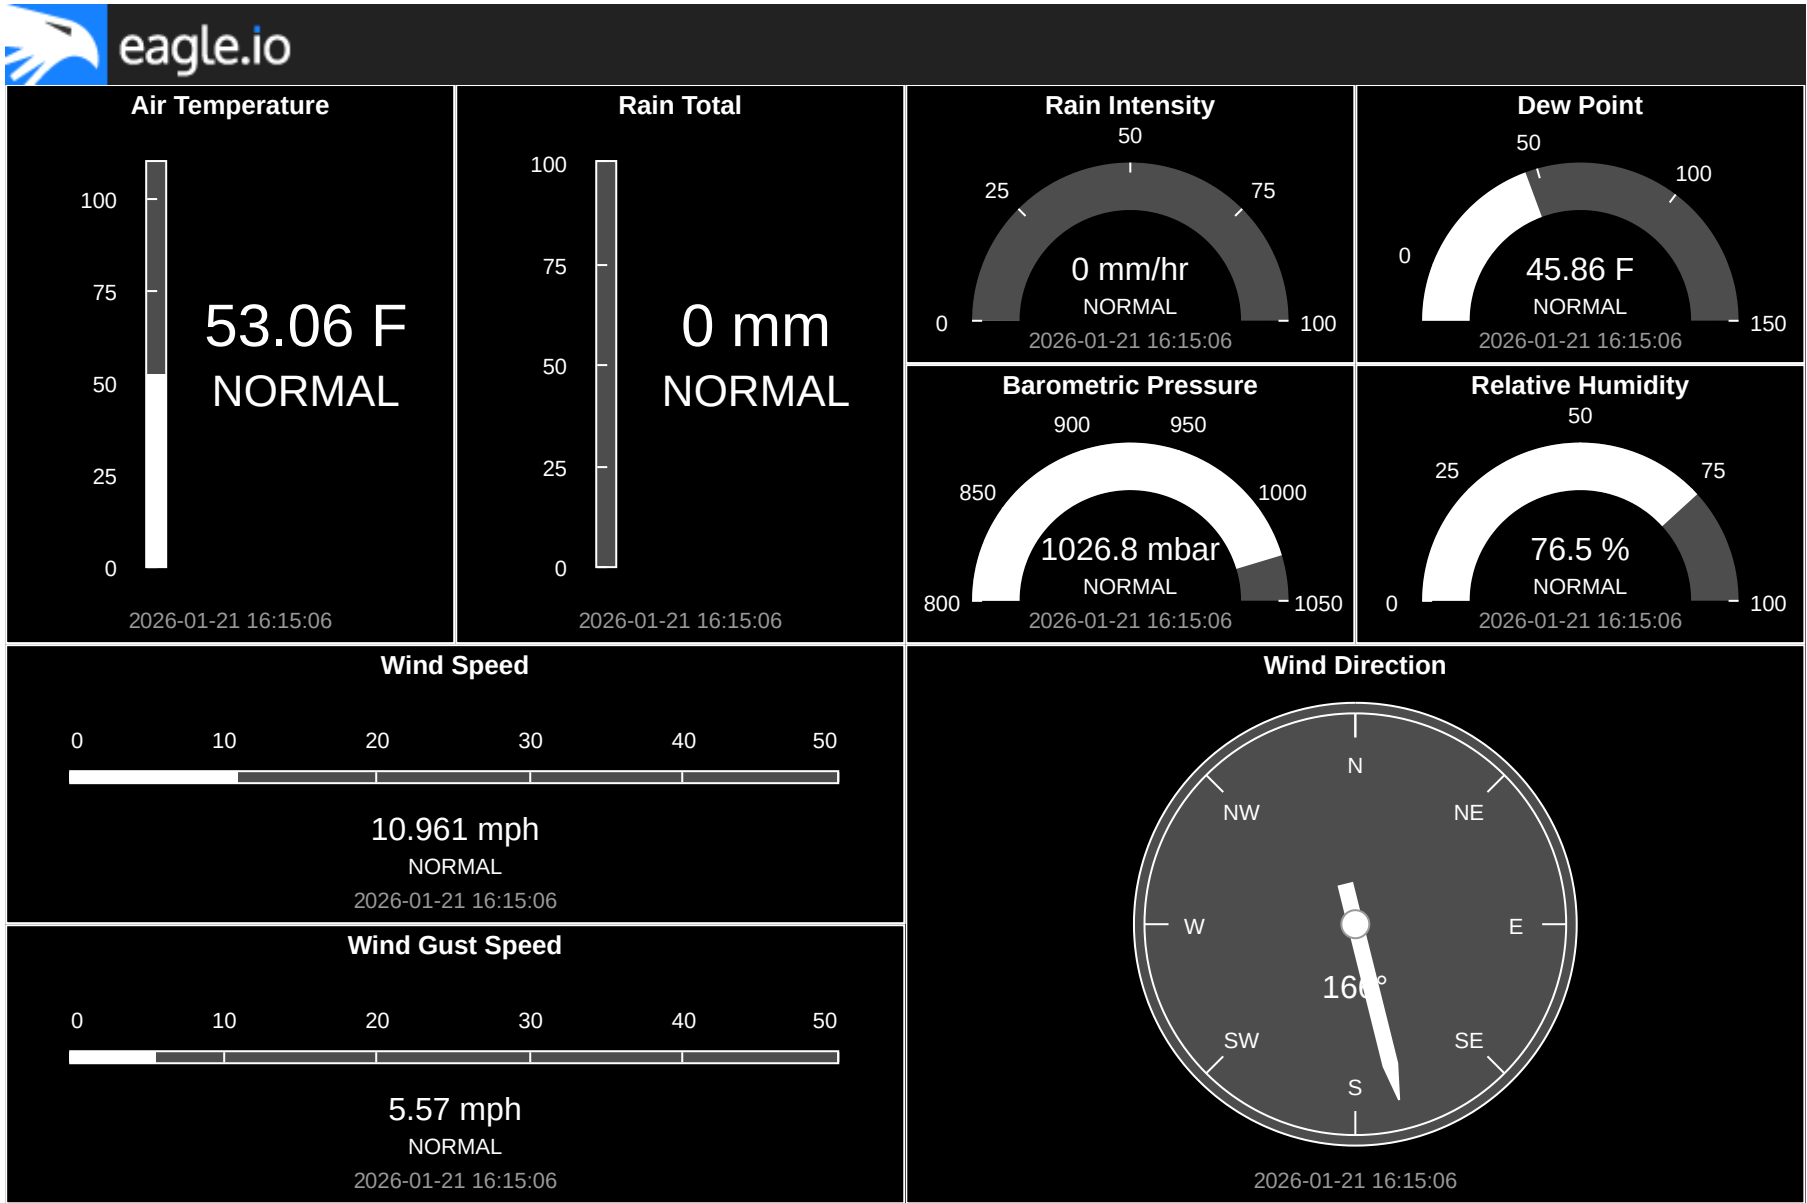 eagle.io
Air Temperature
100
75
50
25
0
53.06 F
NORMAL
2026-01-21 16:15:06
Rain Total
100
75
50
25
0
0 mm
NORMAL
2026-01-21 16:15:06
Rain Intensity
50
25
75
0
100
0 mm/hr
NORMAL
2026-01-21 16:15:06
Dew Point
50
100
0
150
45.86 F
NORMAL
2026-01-21 16:15:06
Barometric Pressure
900
950
850
1000
800
1050
1026.8 mbar
NORMAL
2026-01-21 16:15:06
Relative Humidity
50
25
75
0
100
76.5 %
NORMAL
2026-01-21 16:15:06
Wind Speed
0 10 20 30 40 50
10.961 mph
NORMAL
2026-01-21 16:15:06
Wind Gust Speed
0 10 20 30 40 50
5.57 mph
NORMAL
2026-01-21 16:15:06
Wind Direction
N
NW NE
W E
SW SE
S
2026-01-21 16:15:06